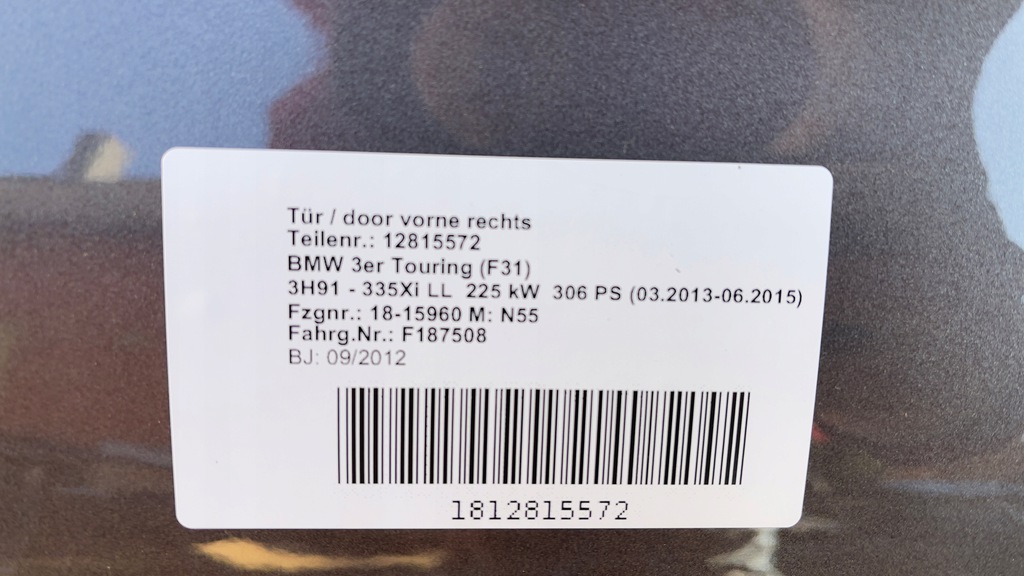 Tür / door vorne rechts
Teilenr.: 12815572
BMW 3er Touring (F31)
3H91 - 335Xi LL 225 kW 306 PS (03.2013-06.2015)
Fzgnr.: 18-15960 M: N55
Fahrg.Nr.: F187508
BJ: 09/2012
1812815572